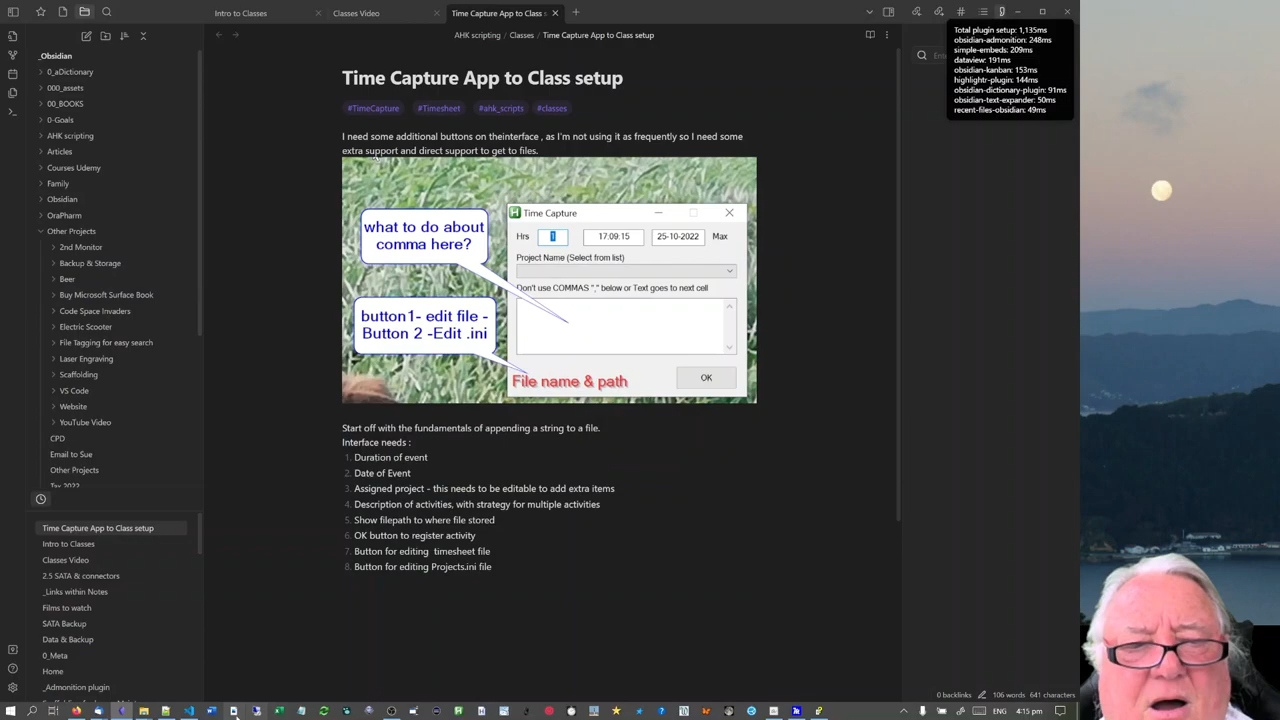 Intro to Classes
Classes Video
Time Capture App to Class s
Total plugin setup: 1,135ms
obsidian-admonition: 248ms
simple-embeds: 209ms
dataview: 191ms
obsidian-kanban: 153ms
highlightr-plugin: 144ms
obsidian-dictionary-plugin: 91ms
obsidian-text-expander: 50ms
recent-files-obsidian: 49ms
AHK scripting / Classes / Time Capture App to Class setup
_Obsidian
0_aDictionary
000_assets
00_BOOKS
0-Goals
AHK scripting
Articles
Courses Udemy
Family
Obsidian
OraPharm
Other Projects
2nd Monitor
Backup & Storage
Beer
Buy Microsoft Surface Book
Code Space Invaders
Electric Scooter
File Tagging for easy search
Laser Engraving
Scaffolding
VS Code
Website
YouTube Video
CPD
Email to Sue
Other Projects
Tax 2022
Time Capture App to Class setup
Intro to Classes
Classes Video
2.5 SATA & connectors
_Links within Notes
Films to watch
SATA Backup
Data & Backup
0_Meta
Home
_Admonition plugin
Time Capture App to Class setup
#TimeCapture #Timesheet #ahk_scripts #classes
I need some additional buttons on theinterface , as I'm not using it as frequently so I need some
extra support and direct support to get to files.
what to do about
comma here?
button1- edit file -
Button 2 -Edit .ini
Time Capture
Hrs 1 17:09:15 25-10-2022 Max
Project Name (Select from list)
Don't use COMMAS "," below or Text goes to next cell
File name & path
OK
Start off with the fundamentals of appending a string to a file.
Interface needs :
1. Duration of event
2. Date of Event
3. Assigned project - this needs to be editable to add extra items
4. Description of activities, with strategy for multiple activities
5. Show filepath to where file stored
6. OK button to register activity
7. Button for editing timesheet file
8. Button for editing Projects.ini file
0 backlinks 106 words 641 characters
ENG 4:15 pm